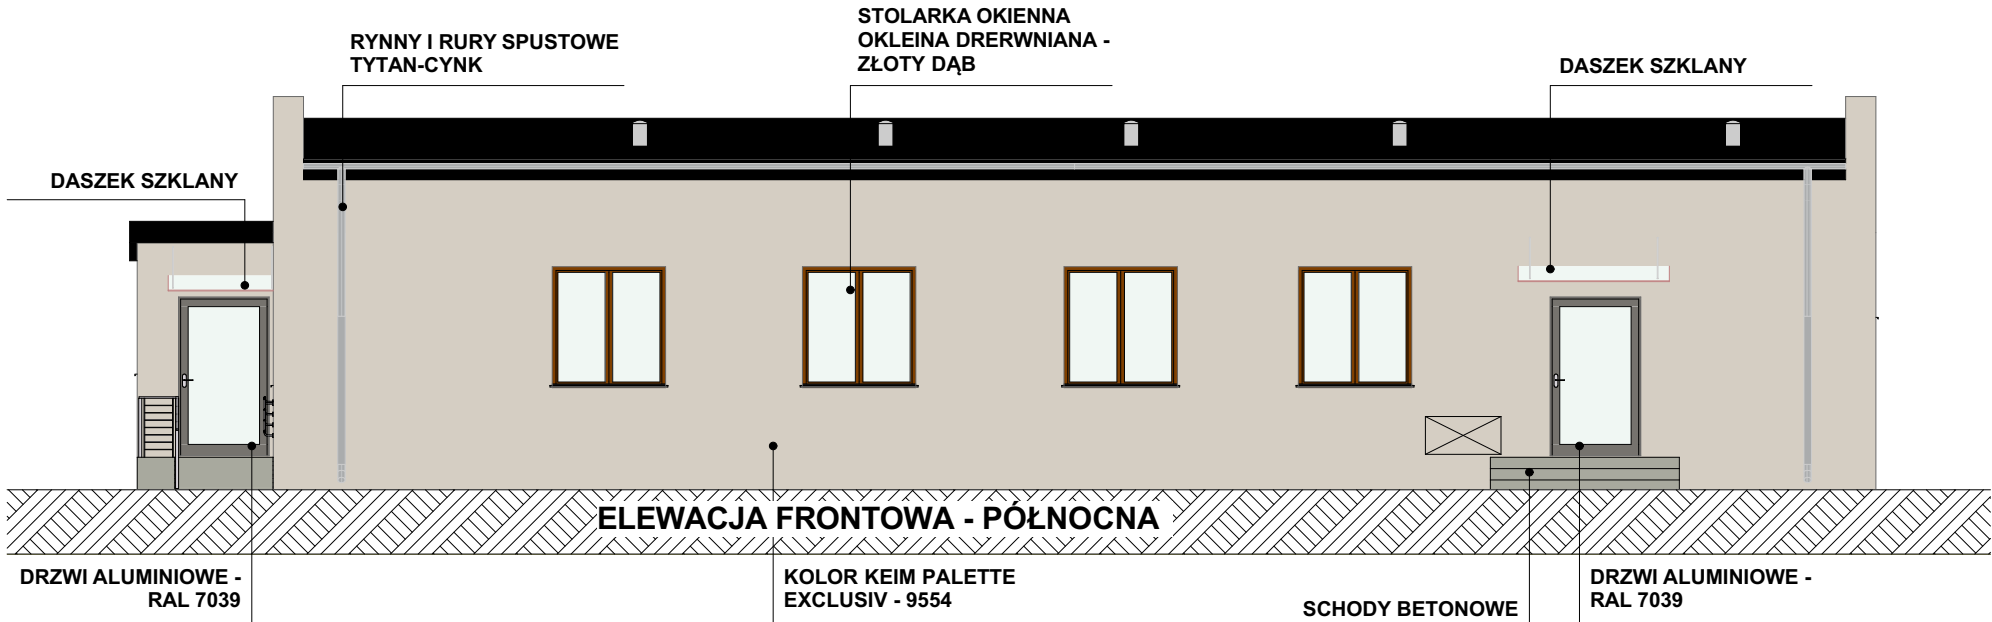 STOLARKA OKIENNA
OKLEINA DRERWNIANA -
ZŁOTY DĄB
RYNNY I RURY SPUSTOWE
TYTAN-CYNK
DASZEK SZKLANY
DASZEK SZKLANY
ELEWACJA FRONTOWA - PÓŁNOCNA
DRZWI ALUMINIOWE -
RAL 7039
KOLOR KEIM PALETTE
EXCLUSIV - 9554
SCHODY BETONOWE
DRZWI ALUMINIOWE -
RAL 7039